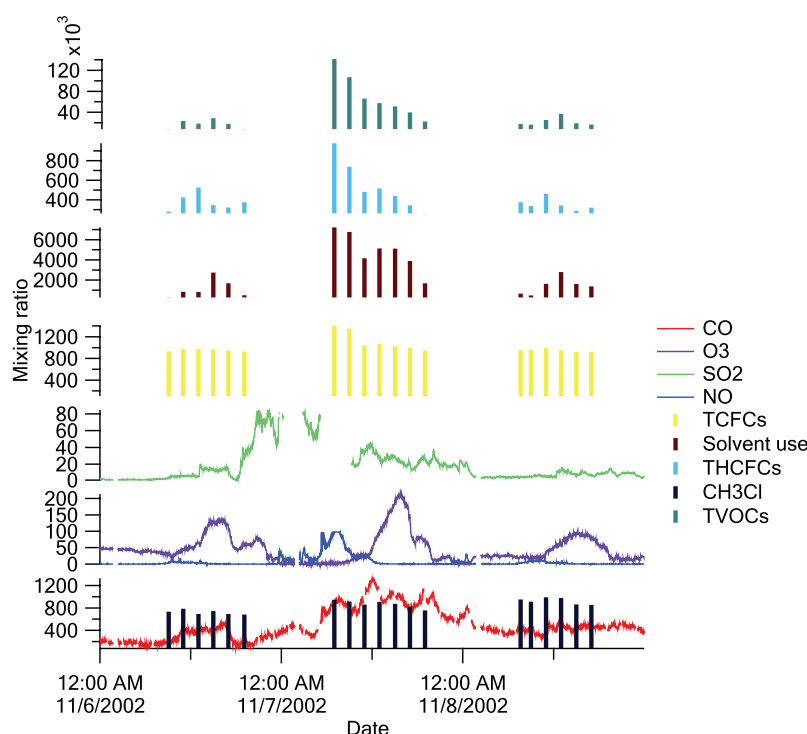 x10³
120
80
40
800
600
400
6000
4000
2000
Mixing ratio
1200
800
400
80
60
40
20
0
200
150
100
50
0
1200
800
400
12:00 AM 12:00 AM 12:00 AM
11/6/2002 11/7/2002 11/8/2002
Date
CO
O3
SO2
NO
TCFCs
Solvent use
THCFCs
CH3Cl
TVOCs